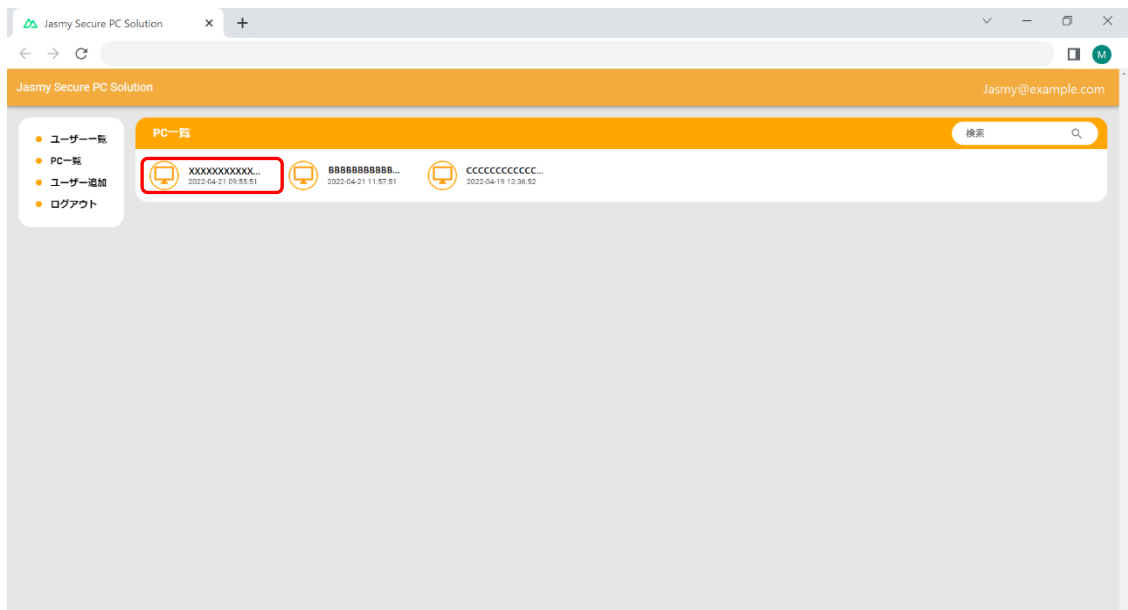 Jasmy Secure PC Solution
M
Jasmy Secure PC Solution
Jasmy@example.com
ユーザー一覧
PC一覧
ユーザー追加
ログアウト
PC一覧
検索
XXXXXXXXXXX...
2022-04-21 09:55:51
BBBBBBBBBBB...
2022-04-21 11:57:51
CCCCCCCCCCCC...
2022-04-19 13:36:52